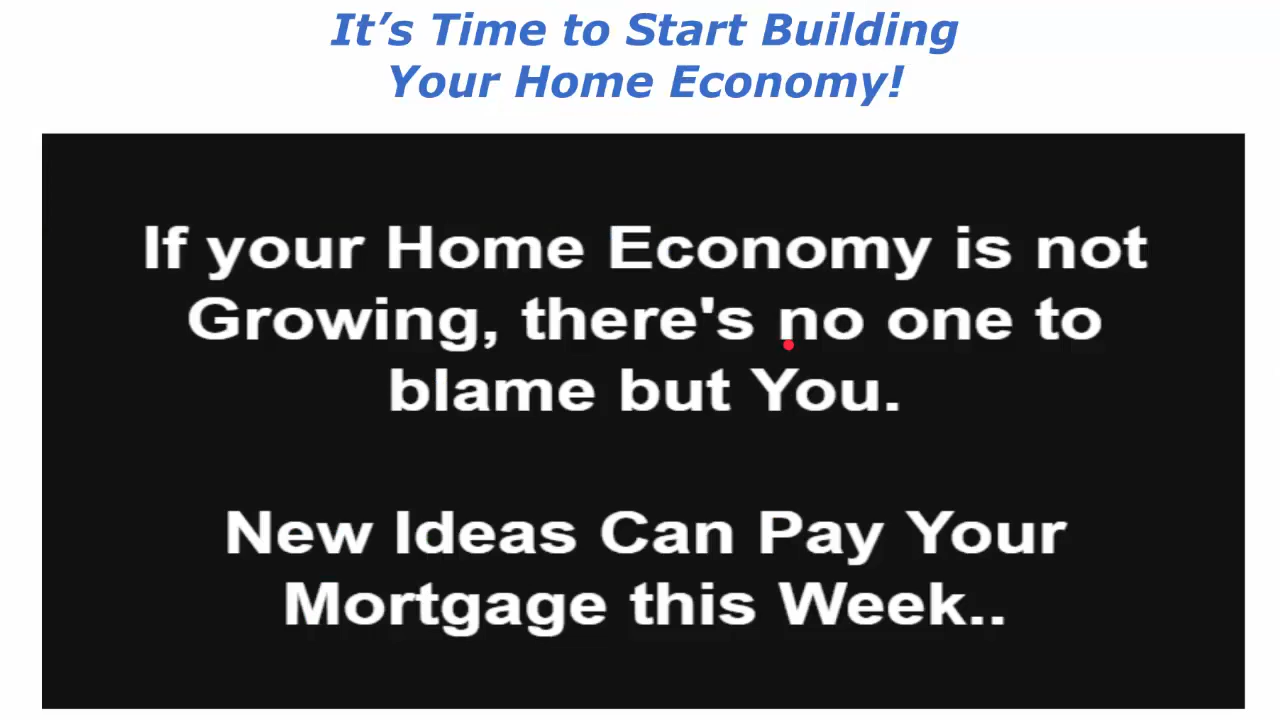 It’s Time to Start Building
Your Home Economy!
If your Home Economy is not
Growing, there's no one to
blame but You.
New Ideas Can Pay Your
Mortgage this Week..